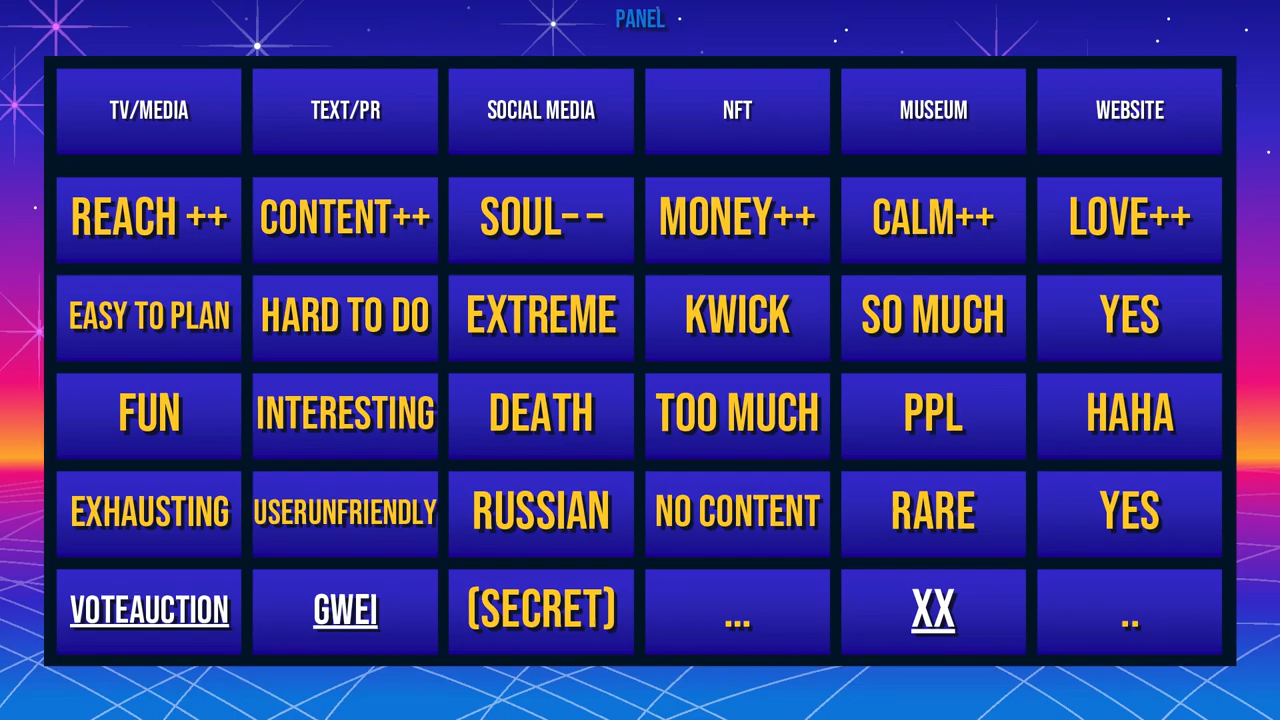 PANEL
TV/MEDIA TEXT/PR SOCIAL MEDIA NFT MUSEUM WEBSITE
REACH ++ CONTENT++ SOUL-- MONEY++ CALM++ LOVE++
EASY TO PLAN HARD TO DO EXTREME KWICK SO MUCH YES
FUN INTERESTING DEATH TOO MUCH PPL HAHA
EXHAUSTING USERUNFRIENDLY RUSSIAN NO CONTENT RARE YES
VOTEAUCTION GWEI (SECRET) ... XX ..